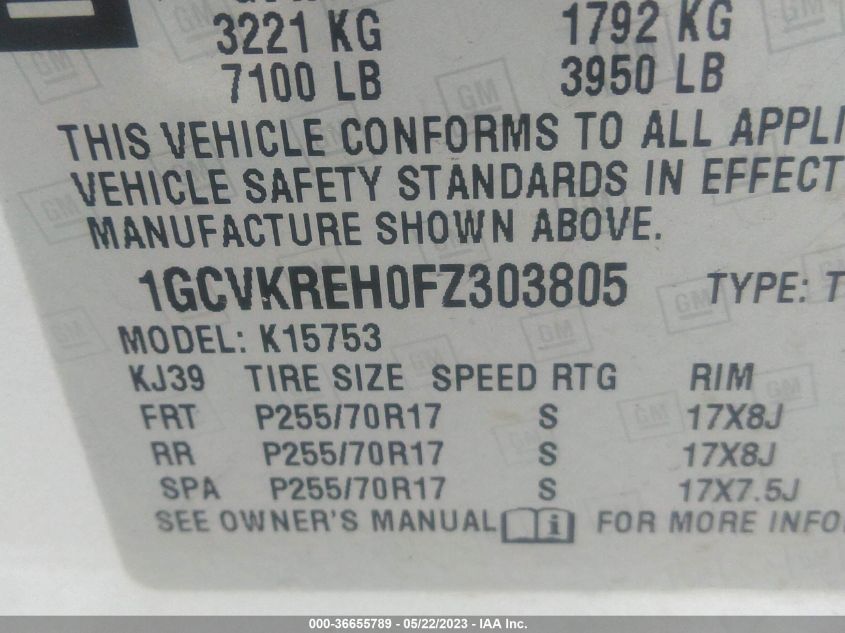 3221 KG 1792 KG
7100 LB 3950 LB
THIS VEHICLE CONFORMS TO ALL APPLI
VEHICLE SAFETY STANDARDS IN EFFECT
MANUFACTURE SHOWN ABOVE.
1GCVKREH0FZ303805 TYPE: T
MODEL: K15753
KJ39 TIRE SIZE SPEED RTG RIM
FRT P255/70R17 S 17X8J
RR P255/70R17 S 17X8J
SPA P255/70R17 S 17X7.5J
SEE OWNER'S MANUAL i FOR MORE INFO
000-36655789 - 05/22/2023 - IAA Inc.